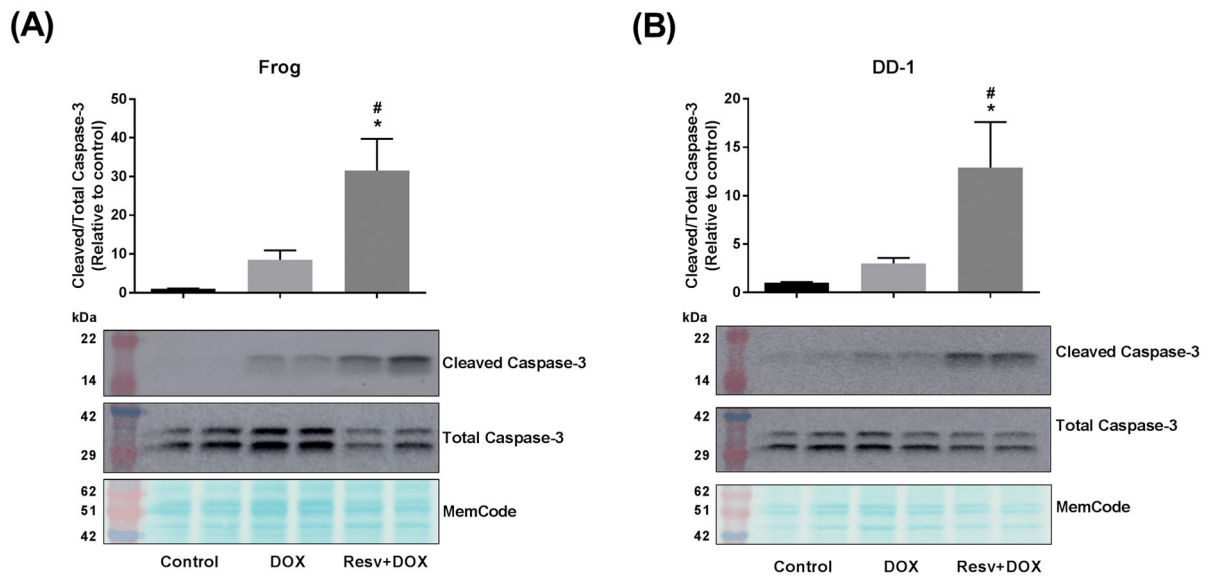 (A)
Frog
Cleaved/Total Caspase-3
(Relative to control)
50
40
30
20
10
0
#
*
kDa
22
14
Cleaved Caspase-3
42
29
Total Caspase-3
62
51
42
MemCode
Control DOX Resv+DOX
(B)
DD-1
Cleaved/Total Caspase-3
(Relative to control)
20
15
10
5
0
#
*
kDa
22
14
Cleaved Caspase-3
42
29
Total Caspase-3
62
51
42
MemCode
Control DOX Resv+DOX